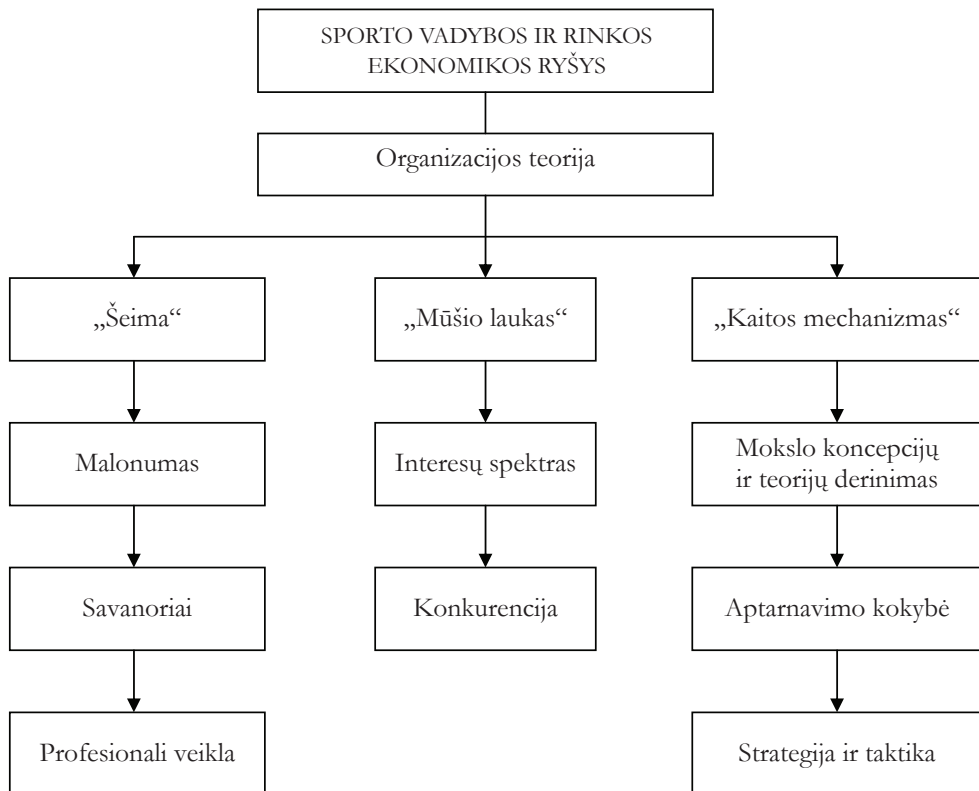 SPORTO VADYBOS IR RINKOS
EKONOMIKOS RYŠYS
Organizacijos teorija
„Šeima“
„Mūšio laukas“
„Kaitos mechanizmas“
Malonumas
Interesų spektras
Mokslo koncepcijų
ir teorijų derinimas
Savanoriai
Konkurencija
Aptarnavimo kokybė
Profesionali veikla
Strategija ir taktika